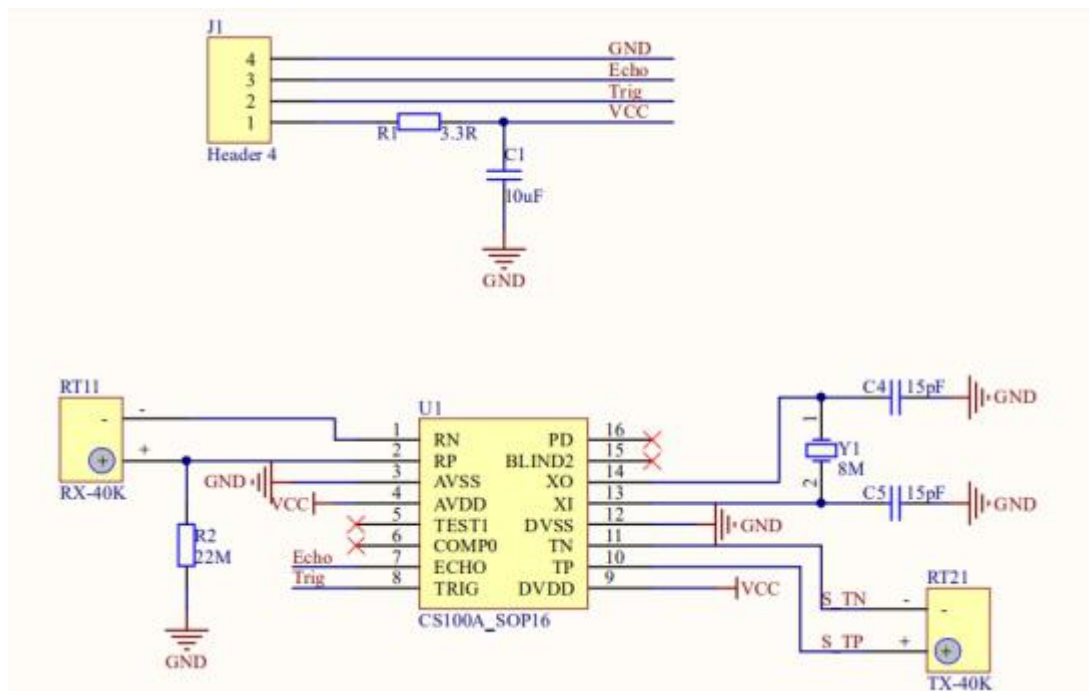 J1
4 GND
3 Echo
2 Trig
1 R1 3.3R VCC
Header 4
C1
10uF
GND
RT11
-
-
+
+
RX-40K
R2
22M
GND
GND
VCC
Echo
Trig
U1
1 RN PD 16
2 RP BLIND2 15
3 AVSS XO 14
4 AVDD XI 13
5 TEST1 DVSS 12
6 COMP0 TN 11
7 ECHO TP 10
8 TRIG DVDD 9
CS100A_SOP16
C4 15pF GND
1
Y1
8M
2
C5 15pF GND
GND
VCC
RT21
S_TN - -
S_TP + +
TX-40K